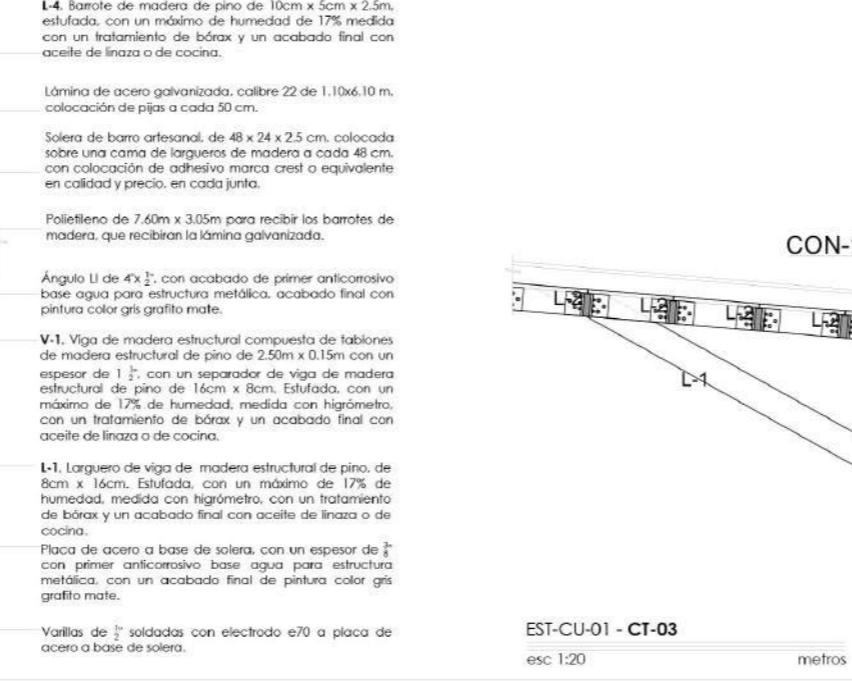 L-4. Barrote de madera de pino de 10cm x 5cm x 2.5m,
estufada, con un máximo de humedad de 17% medida
con un tratamiento de bórax y un acabado final con
aceite de linaza o de cocina.
Lámina de acero galvanizada, calibre 22 de 1.10x6.10 m,
colocación de pijas a cada 50 cm.
Solera de barro artesanal, de 48 x 24 x 2.5 cm, colocada
sobre una cama de largueros de madera a cada 48 cm,
con colocación de adhesivo marca crest o equivalente
en calidad y precio, en cada junta.
Polietileno de 7.60m x 3.05m para recibir los barrotes de
madera, que recibiran la lámina galvanizada.
Ángulo LI de 4"x 1/2", con acabado de primer anticorrosivo
base agua para estructura metálica, acabado final con
pintura color gris grafito mate.
V-1. Viga de madera estructural compuesta de tablones
de madera estructural de pino de 2.50m x 0.15m con un
espesor de 1 1/2", con un separador de viga de madera
estructural de pino de 16cm x 8cm. Estufada, con un
máximo de 17% de humedad, medida con higrómetro,
con un tratamiento de bórax y un acabado final con
aceite de linaza o de cocina.
L-1. Larguero de viga de madera estructural de pino, de
8cm x 16cm. Estufada, con un máximo de 17% de
humedad, medida con higrómetro, con un tratamiento
de bórax y un acabado final con aceite de linaza o de
cocina.
Placa de acero a base de solera, con un espesor de 3/8"
con primer anticorrosivo base agua para estructura
metálica, con un acabado final de pintura color gris
grafito mate.
Varillas de 1/2" soldadas con electrodo e70 a placa de
acero a base de solera.
CON-
L-2 L-2 L-2 L-2
L-1
EST-CU-01 - CT-03
esc 1:20 metros